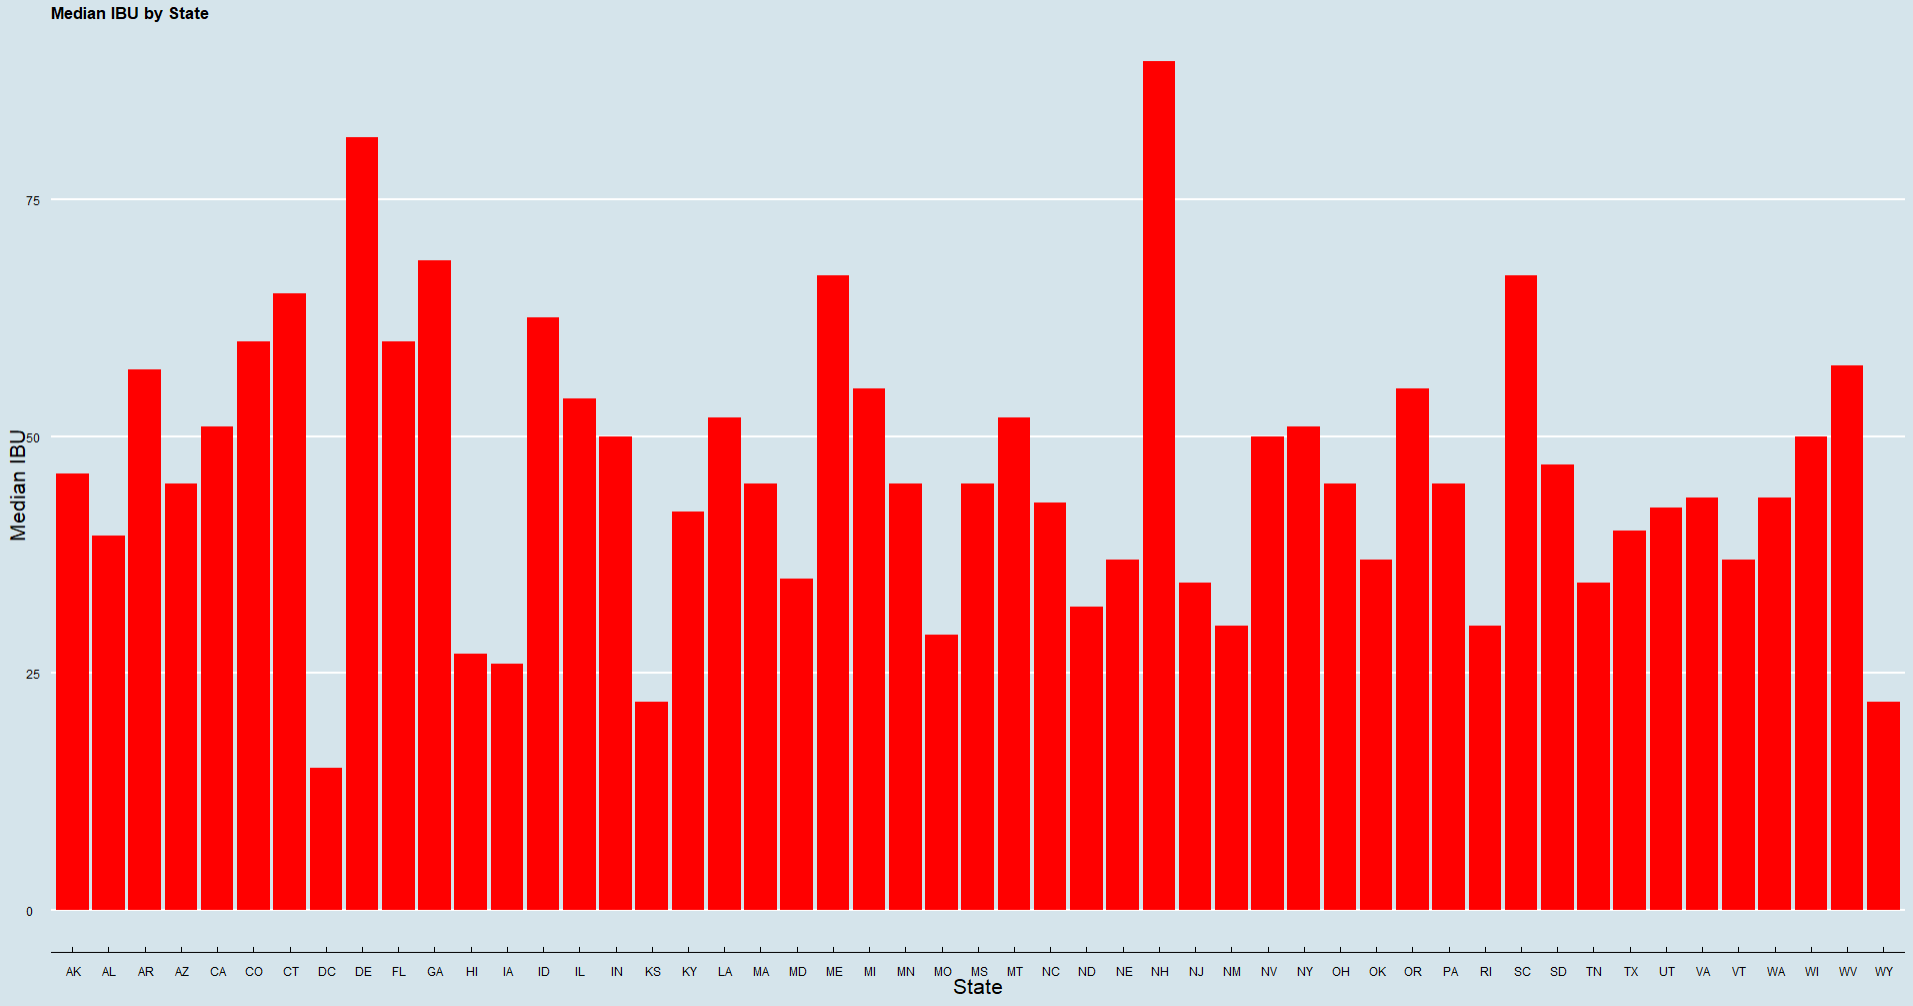 Median IBU by State
Median IBU
75
50
25
0
AK AL AR AZ CA CO CT DC DE FL GA HI IA ID IL IN KS KY LA MA MD ME MI MN MO MS MT NC ND NE NH NJ NM NV NY OH OK OR PA RI SC SD TN TX UT VA VT WA WI WV WY
State